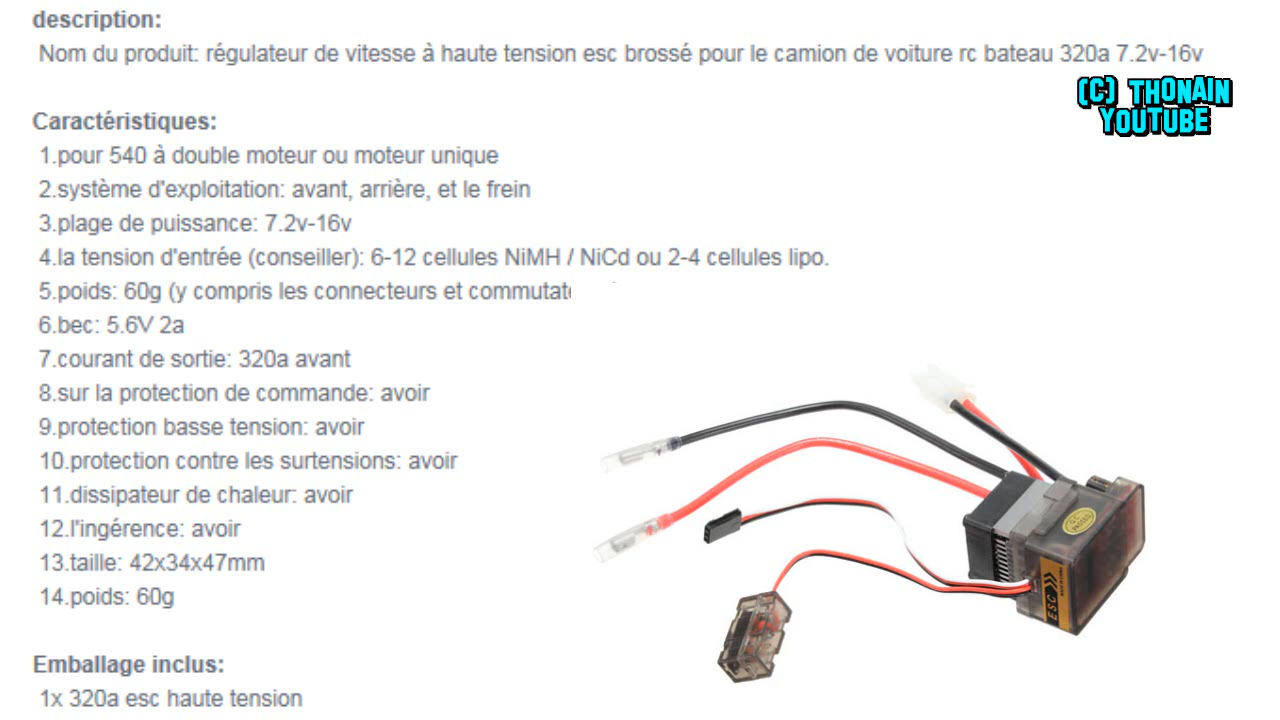 description:
Nom du produit: régulateur de vitesse à haute tension esc brossé pour le camion de voiture rc bateau 320a 7.2v-16v
(C) THONAIN
YOUTUBE
Caractéristiques:
1.pour 540 à double moteur ou moteur unique
2.système d'exploitation: avant, arrière, et le frein
3.plage de puissance: 7.2v-16v
4.la tension d'entrée (conseiller): 6-12 cellules NiMH / NiCd ou 2-4 cellules lipo.
5.poids: 60g (y compris les connecteurs et commutat
6.bec: 5.6V 2a
7.courant de sortie: 320a avant
8.sur la protection de commande: avoir
9.protection basse tension: avoir
10.protection contre les surtensions: avoir
11.dissipateur de chaleur: avoir
12.l'ingérence: avoir
13.taille: 42x34x47mm
14.poids: 60g
ESC
Emballage inclus:
1x 320a esc haute tension